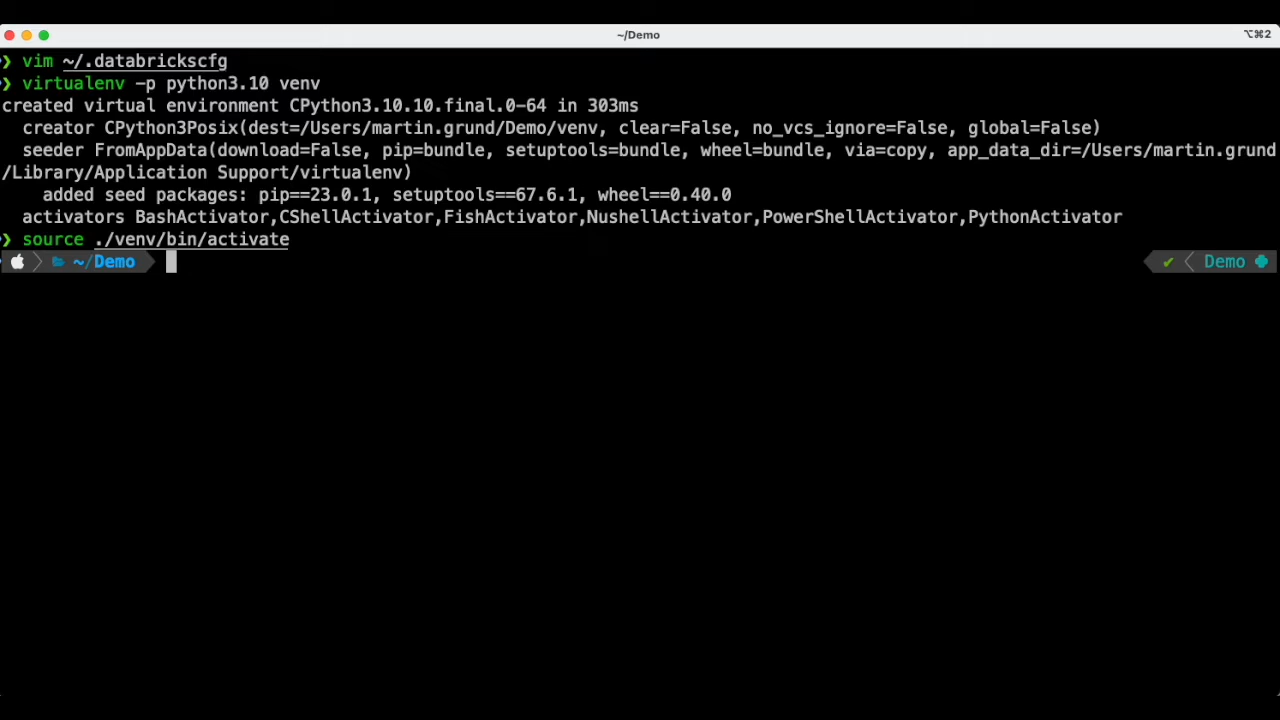 ~/Demo
⌥⌘2
❯ vim ~/.databrickscfg
❯ virtualenv -p python3.10 venv
created virtual environment CPython3.10.10.final.0-64 in 303ms
  creator CPython3Posix(dest=/Users/martin.grund/Demo/venv, clear=False, no_vcs_ignore=False, global=False)
  seeder FromAppData(download=False, pip=bundle, setuptools=bundle, wheel=bundle, via=copy, app_data_dir=/Users/martin.grund
/Library/Application Support/virtualenv)
    added seed packages: pip==23.0.1, setuptools==67.6.1, wheel==0.40.0
  activators BashActivator,CShellActivator,FishActivator,NushellActivator,PowerShellActivator,PythonActivator
❯ source ./venv/bin/activate
~/Demo ✔ Demo